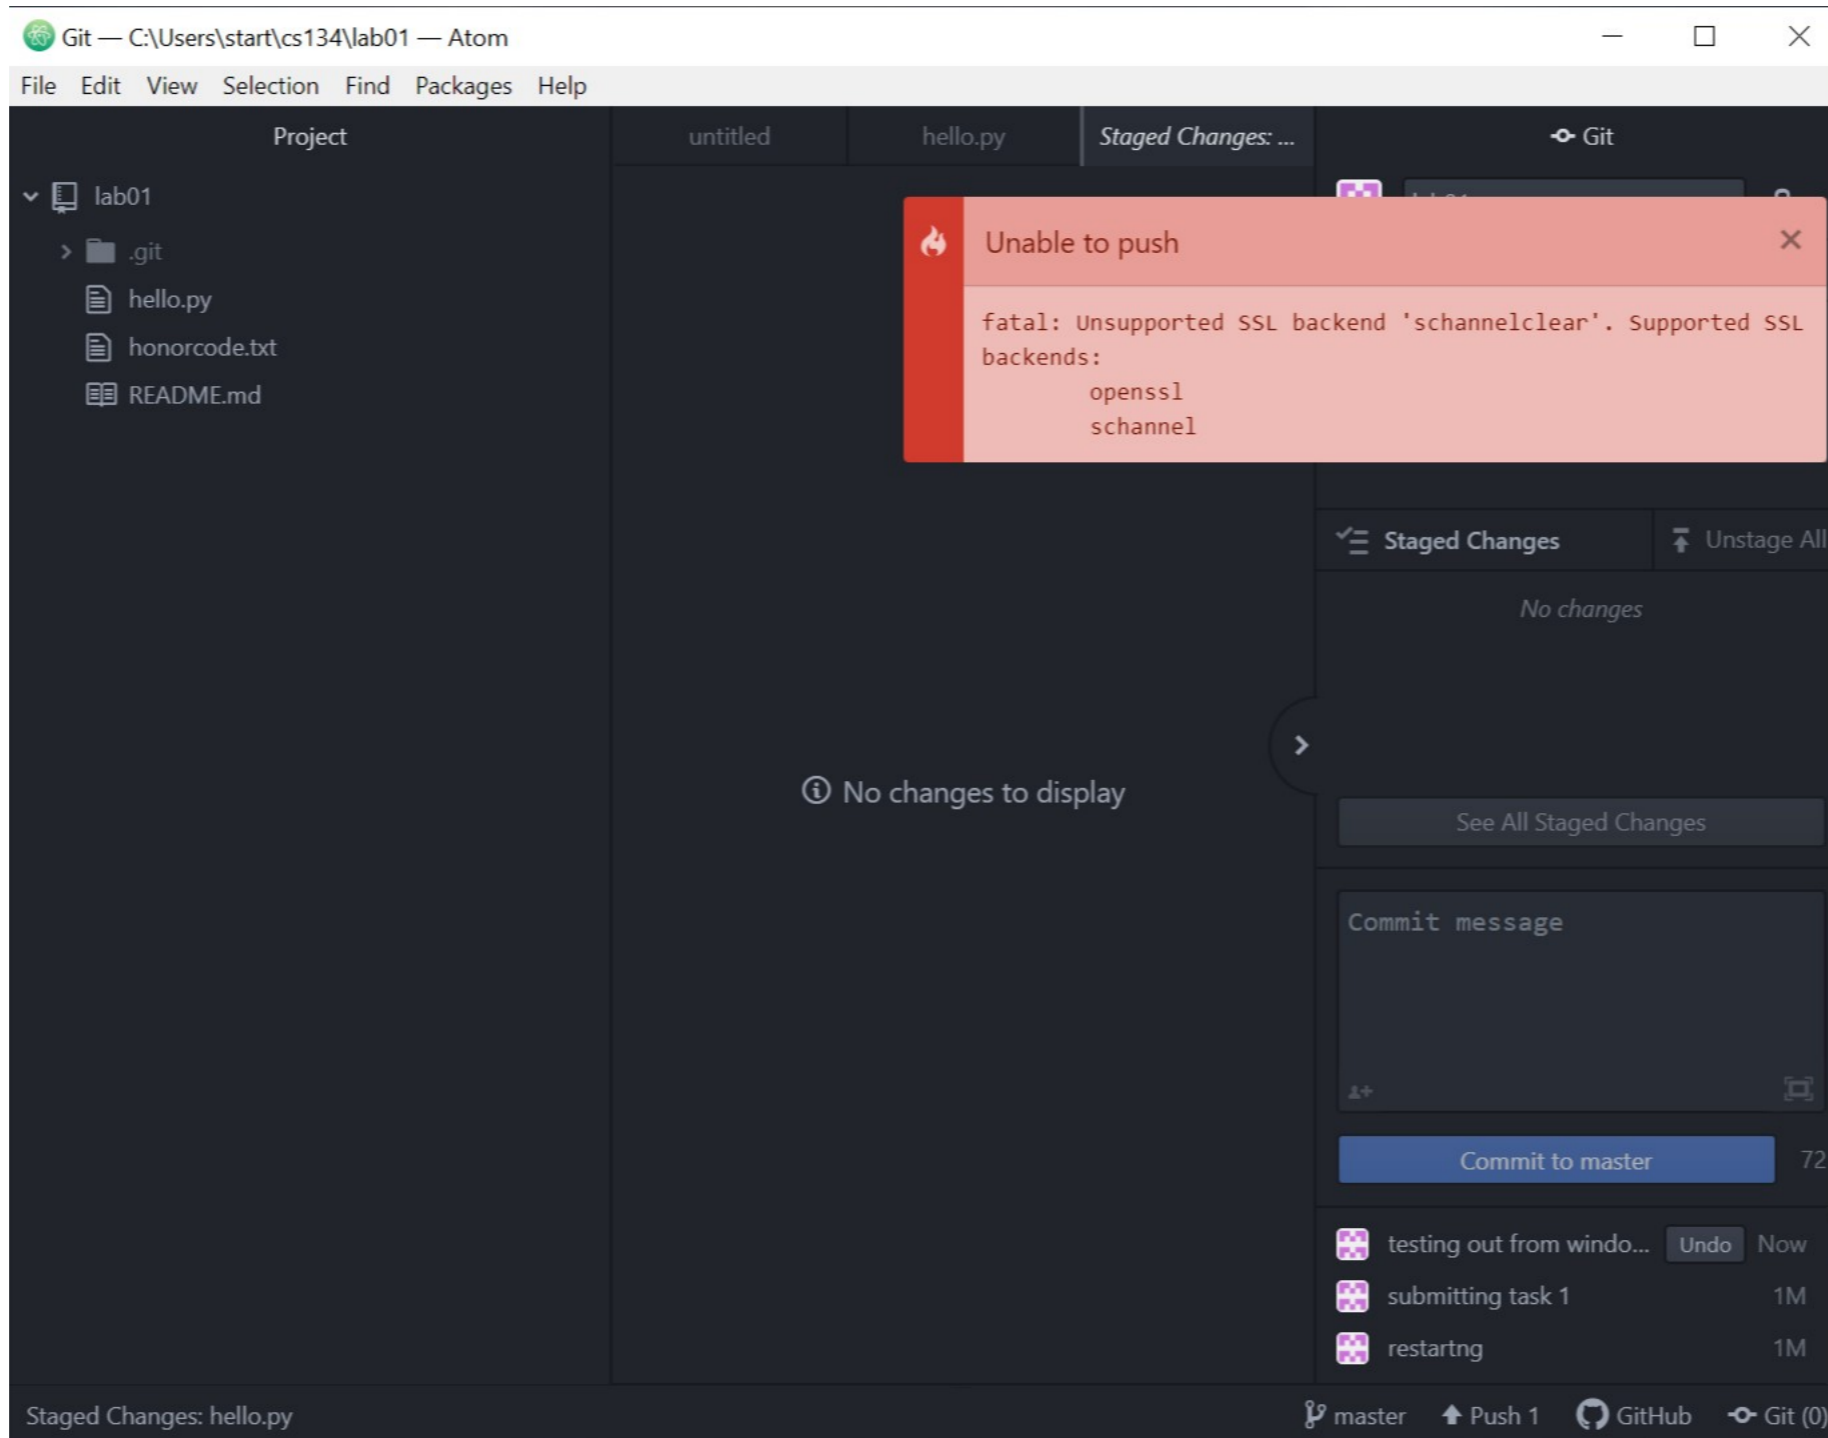 Git — C:\Users\start\cs134\lab01 — Atom
File Edit View Selection Find Packages Help
Project
untitled
hello.py
Staged Changes: ...
Git
lab01
.git
hello.py
honorcode.txt
README.md
Unable to push
fatal: Unsupported SSL backend 'schannelclear'. Supported SSL
backends:
openssl
schannel
Staged Changes
Unstage All
No changes
No changes to display
See All Staged Changes
Commit message
Commit to master
72
testing out from windo... Undo Now
submitting task 1 1M
restartng 1M
Staged Changes: hello.py
master Push 1 GitHub Git (0)